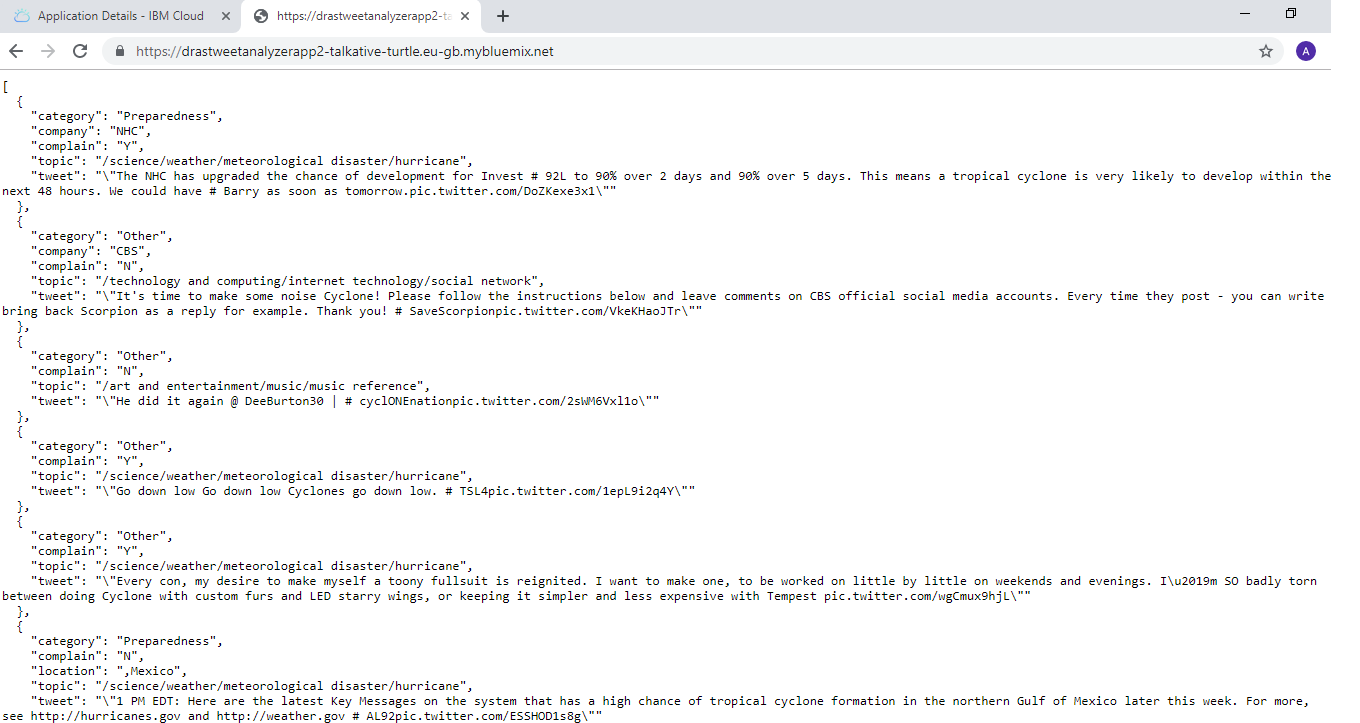 Application Details - IBM Cloud
https://drastweetanalyzerapp2-ta
https://drastweetanalyzerapp2-talkative-turtle.eu-gb.mybluemix.net
A
[
  {
    "category": "Preparedness",
    "company": "NHC",
    "complain": "Y",
    "topic": "/science/weather/meteorological disaster/hurricane",
    "tweet": "\"The NHC has upgraded the chance of development for Invest # 92L to 90% over 2 days and 90% over 5 days. This means a tropical cyclone is very likely to develop within the
next 48 hours. We could have # Barry as soon as tomorrow.pic.twitter.com/DoZKexe3x1\""
  },
  {
    "category": "Other",
    "company": "CBS",
    "complain": "N",
    "topic": "/technology and computing/internet technology/social network",
    "tweet": "\"It's time to make some noise Cyclone! Please follow the instructions below and leave comments on CBS official social media accounts. Every time they post - you can write
bring back Scorpion as a reply for example. Thank you! # SaveScorpionpic.twitter.com/VkeKHaoJTr\""
  },
  {
    "category": "Other",
    "complain": "N",
    "topic": "/art and entertainment/music/music reference",
    "tweet": "\"He did it again @ DeeBurton30 | # cyclONEnationpic.twitter.com/2sWM6Vxl1o\""
  },
  {
    "category": "Other",
    "complain": "Y",
    "topic": "/science/weather/meteorological disaster/hurricane",
    "tweet": "\"Go down low Go down low Cyclones go down low. # TSL4pic.twitter.com/1epL9i2q4Y\""
  },
  {
    "category": "Other",
    "complain": "Y",
    "topic": "/science/weather/meteorological disaster/hurricane",
    "tweet": "\"Every con, my desire to make myself a toony fullsuit is reignited. I want to make one, to be worked on little by little on weekends and evenings. I\u2019m SO badly torn
between doing Cyclone with custom furs and LED starry wings, or keeping it simpler and less expensive with Tempest pic.twitter.com/wgCmux9hjL\""
  },
  {
    "category": "Preparedness",
    "complain": "N",
    "location": ",Mexico",
    "topic": "/science/weather/meteorological disaster/hurricane",
    "tweet": "\"1 PM EDT: Here are the latest Key Messages on the system that has a high chance of tropical cyclone formation in the northern Gulf of Mexico later this week. For more,
see http://hurricanes.gov and http://weather.gov # AL92pic.twitter.com/ESSHOD1s8g\""